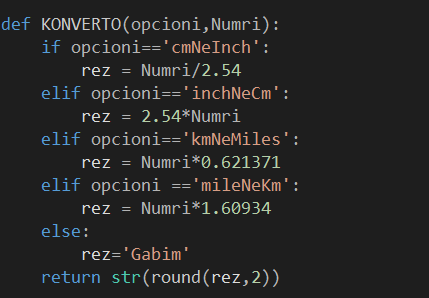 def KONVERTO(opcioni,Numri):
    if opcioni=='cmNeInch':
        rez = Numri/2.54
    elif opcioni=='inchNeCm':
        rez = 2.54*Numri
    elif opcioni=='kmNeMiles':
        rez = Numri*0.621371
    elif opcioni =='mileNeKm':
        rez = Numri*1.60934
    else:
        rez='Gabim'
    return str(round(rez,2))